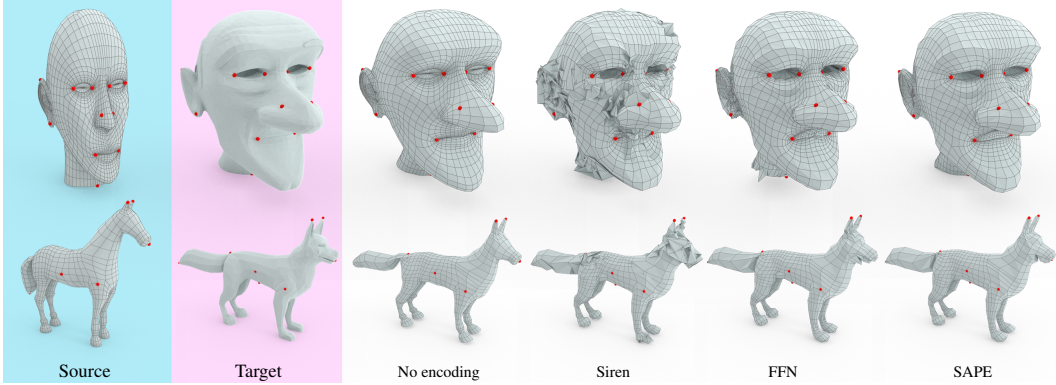 Source
Target
No encoding
Siren
FFN
SAPE